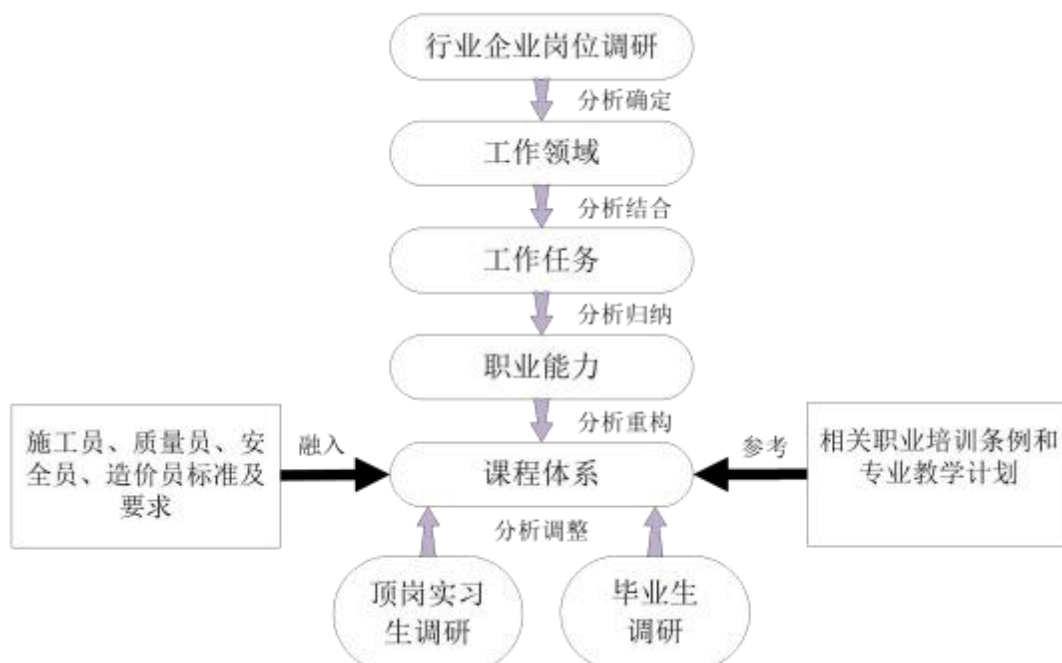 行业企业岗位调研
分析确定
工作领域
分析结合
工作任务
分析归纳
职业能力
分析重构
施工员、质量员、安
全员、造价员标准及
要求
融入
课程体系
参考
相关职业培训条例和
专业教学计划
分析调整
顶岗实习
生调研
毕业生
调研